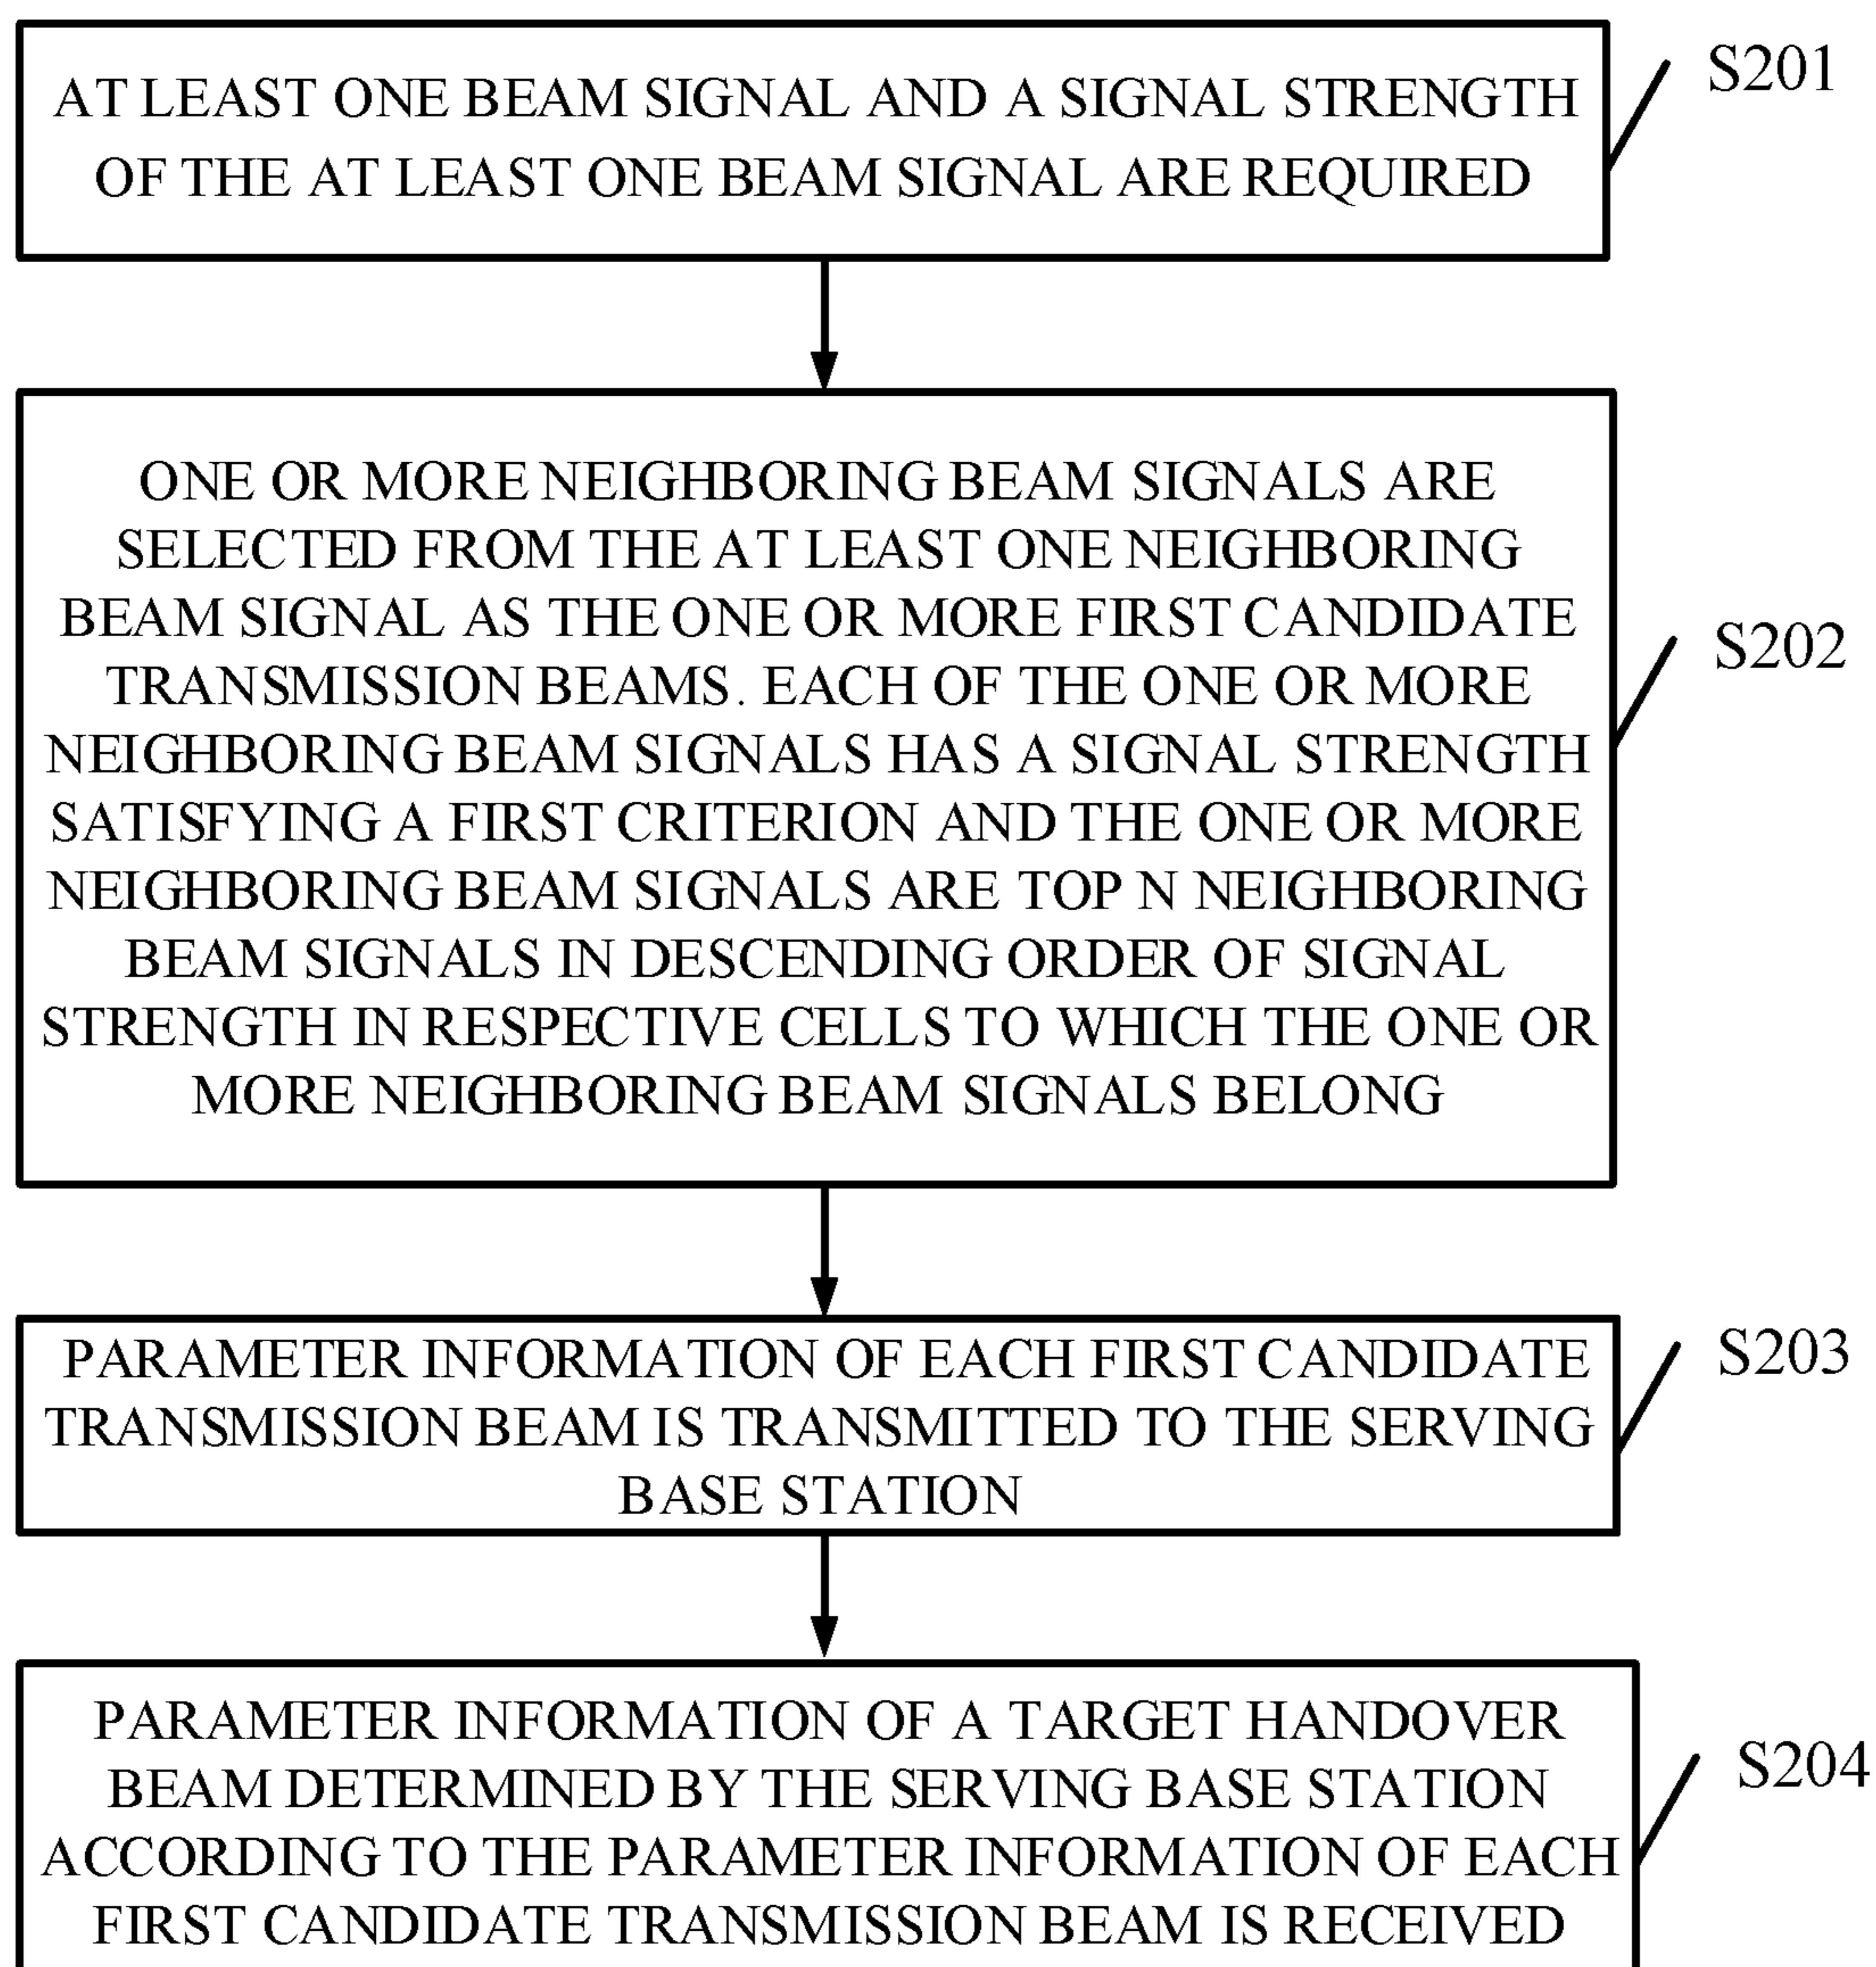 AT LEAST ONE BEAM SIGNAL AND A SIGNAL STRENGTH
OF THE AT LEAST ONE BEAM SIGNAL ARE REQUIRED
S201
ONE OR MORE NEIGHBORING BEAM SIGNALS ARE
SELECTED FROM THE AT LEAST ONE NEIGHBORING
BEAM SIGNAL AS THE ONE OR MORE FIRST CANDIDATE
TRANSMISSION BEAMS. EACH OF THE ONE OR MORE
NEIGHBORING BEAM SIGNALS HAS A SIGNAL STRENGTH
SATISFYING A FIRST CRITERION AND THE ONE OR MORE
NEIGHBORING BEAM SIGNALS ARE TOP N NEIGHBORING
BEAM SIGNALS IN DESCENDING ORDER OF SIGNAL
STRENGTH IN RESPECTIVE CELLS TO WHICH THE ONE OR
MORE NEIGHBORING BEAM SIGNALS BELONG
S202
PARAMETER INFORMATION OF EACH FIRST CANDIDATE
TRANSMISSION BEAM IS TRANSMITTED TO THE SERVING
BASE STATION
S203
PARAMETER INFORMATION OF A TARGET HANDOVER
BEAM DETERMINED BY THE SERVING BASE STATION
ACCORDING TO THE PARAMETER INFORMATION OF EACH
FIRST CANDIDATE TRANSMISSION BEAM IS RECEIVED
S204